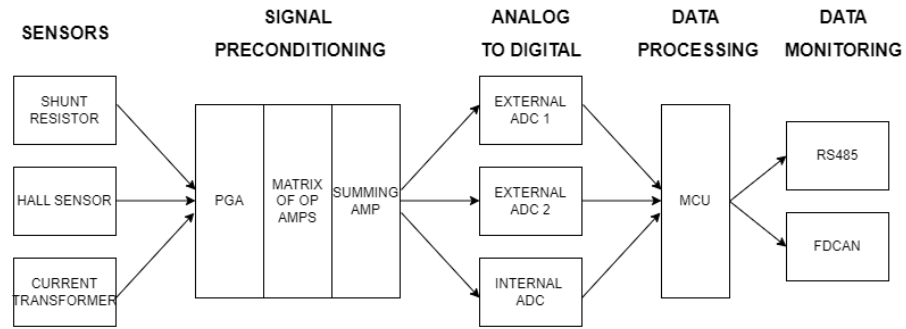 SENSORS
SIGNAL
PRECONDITIONING
ANALOG
TO DIGITAL
DATA
PROCESSING
DATA
MONITORING
SHUNT
RESISTOR
HALL SENSOR
CURRENT
TRANSFORMER
PGA
MATRIX
OF OP
AMPS
SUMMING
AMP
EXTERNAL
ADC 1
EXTERNAL
ADC 2
INTERNAL
ADC
MCU
RS485
FDCAN